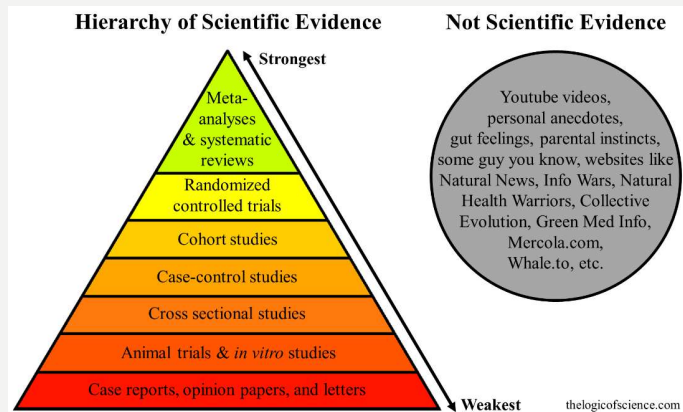 Hierarchy of Scientific Evidence
Not Scientific Evidence
Strongest
Meta-
analyses
& systematic
reviews
Randomized
controlled trials
Cohort studies
Case-control studies
Cross sectional studies
Animal trials & in vitro studies
Case reports, opinion papers, and letters
Weakest
Youtube videos,
personal anecdotes,
gut feelings, parental instincts,
some guy you know, websites like
Natural News, Info Wars, Natural
Health Warriors, Collective
Evolution, Green Med Info,
Mercola.com,
Whale.to, etc.
thelogicofscience.com